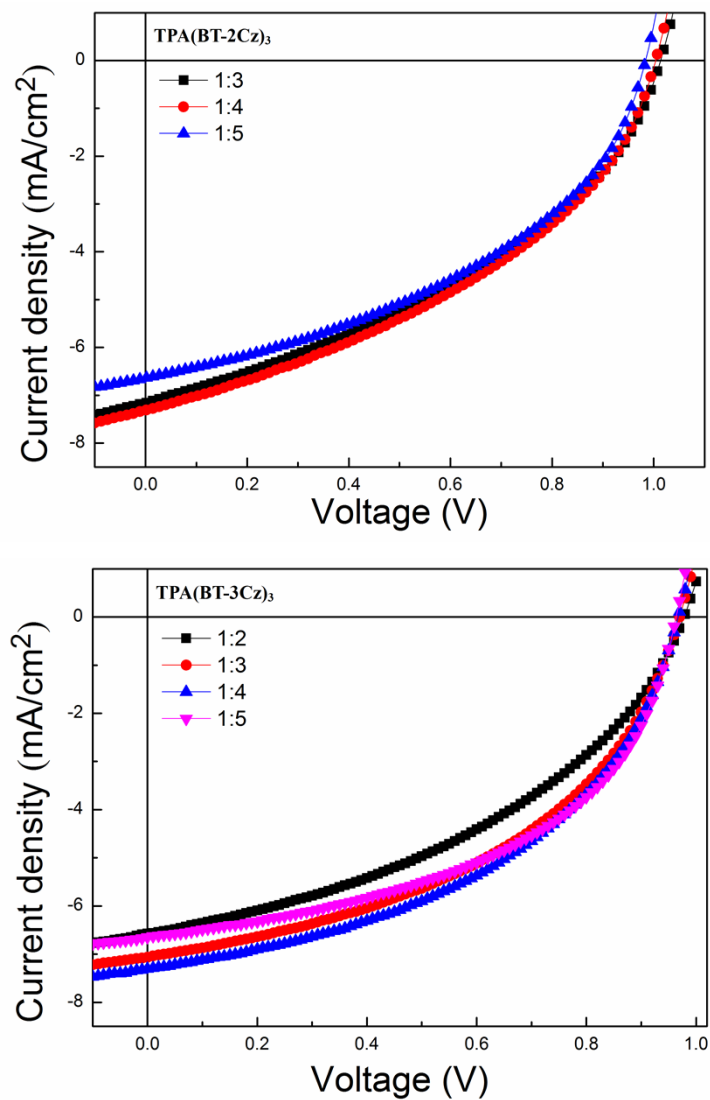 TPA(BT-2Cz)₃
0
1:3
1:4
1:5
-2
-4
-6
-8
Current density (mA/cm²)
0.0 0.2 0.4 0.6 0.8 1.0
Voltage (V)
TPA(BT-3Cz)₃
0
1:2
1:3
1:4
1:5
-2
-4
-6
-8
Current density (mA/cm²)
0.0 0.2 0.4 0.6 0.8 1.0
Voltage (V)